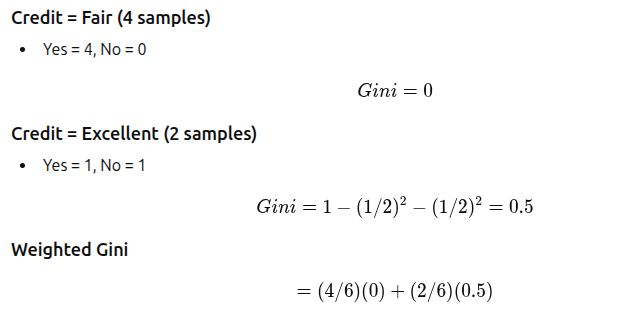 Credit = Fair (4 samples)
• Yes = 4, No = 0
Gini = 0
Credit = Excellent (2 samples)
• Yes = 1, No = 1
Gini = 1 − (1/2)² − (1/2)² = 0.5
Weighted Gini
= (4/6)(0) + (2/6)(0.5)